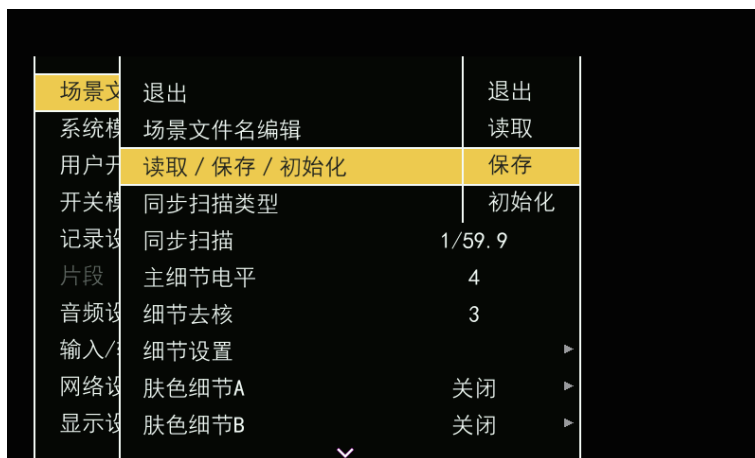 场景文 退出 退出
系统模 场景文件名编辑 读取
用户开 读取 / 保存 / 初始化 保存
开关模 同步扫描类型 初始化
记录设 同步扫描 1/59.9
片段 主细节电平 4
音频设 细节去核 3
输入/ 细节设置
网络设 肤色细节A 关闭
显示设 肤色细节B 关闭